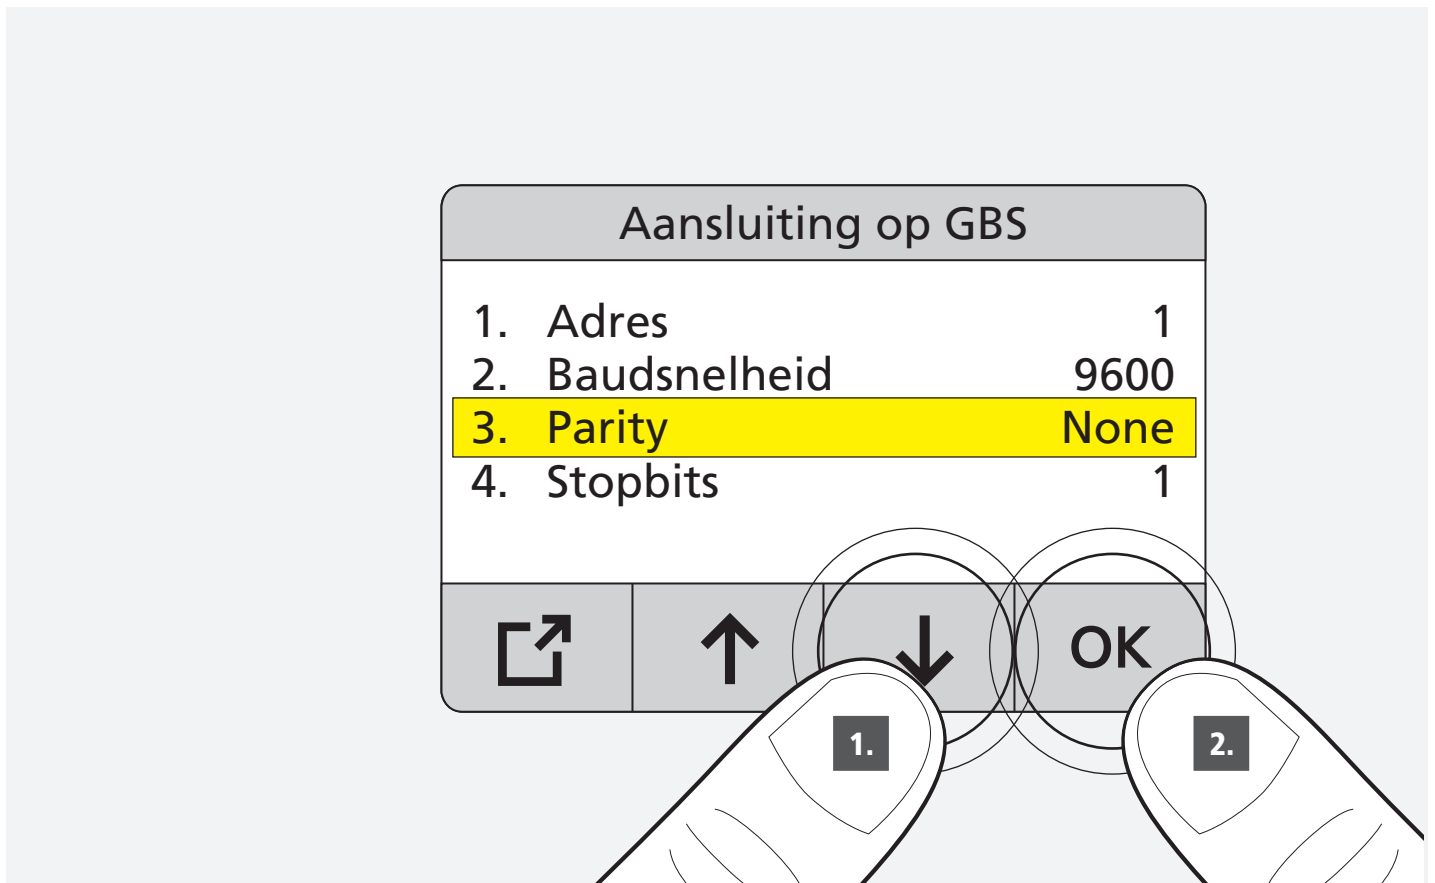 Aansluiting op GBS
1. Adres 1
2. Baudsnelheid 9600
3. Parity None
4. Stopbits 1
OK
1.
2.